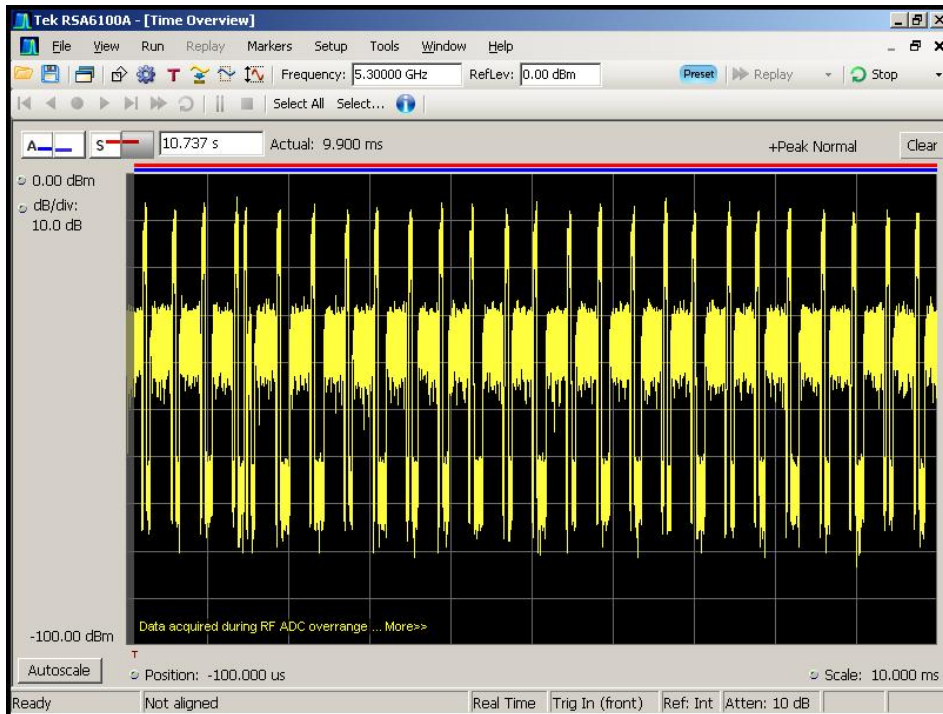 Tek RSA6100A - [Time Overview]
File View Run Replay Markers Setup Tools Window Help
T Frequency: 5.30000 GHz RefLev: 0.00 dBm Preset Replay Stop
Select All Select...
A S 10.737 s Actual: 9.900 ms +Peak Normal Clear
0.00 dBm
dB/div:
10.0 dB
Data acquired during RF ADC overrange ... More>>
-100.00 dBm
T
Autoscale Position: -100.000 us Scale: 10.000 ms
Ready Not aligned Real Time Trig In (front) Ref: Int Atten: 10 dB